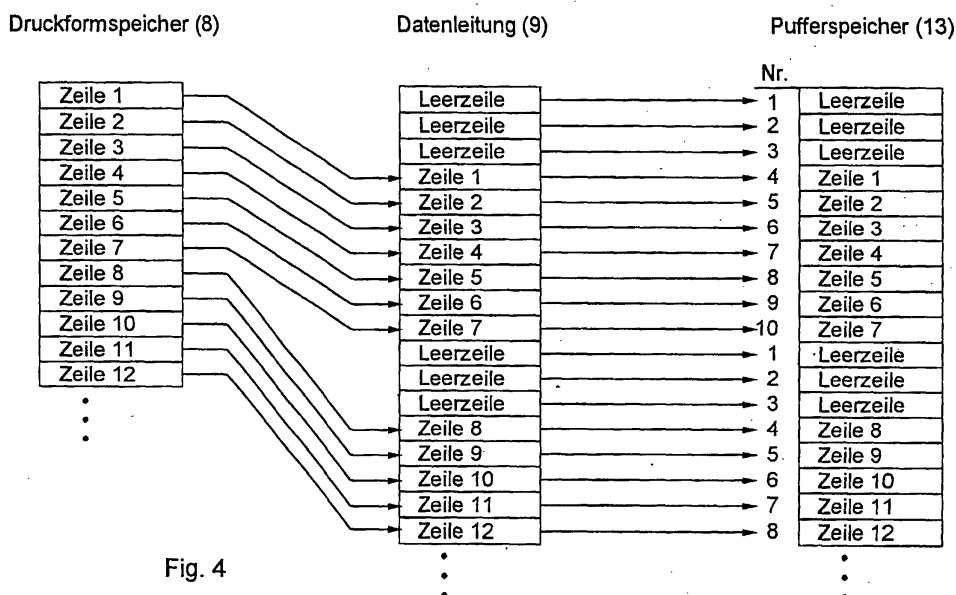 Druckformspeicher (8) Datenleitung (9) Pufferspeicher (13)
Nr.
Zeile 1
Zeile 2
Zeile 3
Zeile 4
Zeile 5
Zeile 6
Zeile 7
Zeile 8
Zeile 9
Zeile 10
Zeile 11
Zeile 12
Leerzeile
Leerzeile
Leerzeile
Zeile 1
Zeile 2
Zeile 3
Zeile 4
Zeile 5
Zeile 6
Zeile 7
Leerzeile
Leerzeile
Leerzeile
Zeile 8
Zeile 9
Zeile 10
Zeile 11
Zeile 12
1 Leerzeile
2 Leerzeile
3 Leerzeile
4 Zeile 1
5 Zeile 2
6 Zeile 3
7 Zeile 4
8 Zeile 5
9 Zeile 6
10 Zeile 7
1 Leerzeile
2 Leerzeile
3 Leerzeile
4 Zeile 8
5 Zeile 9
6 Zeile 10
7 Zeile 11
8 Zeile 12
Fig. 4